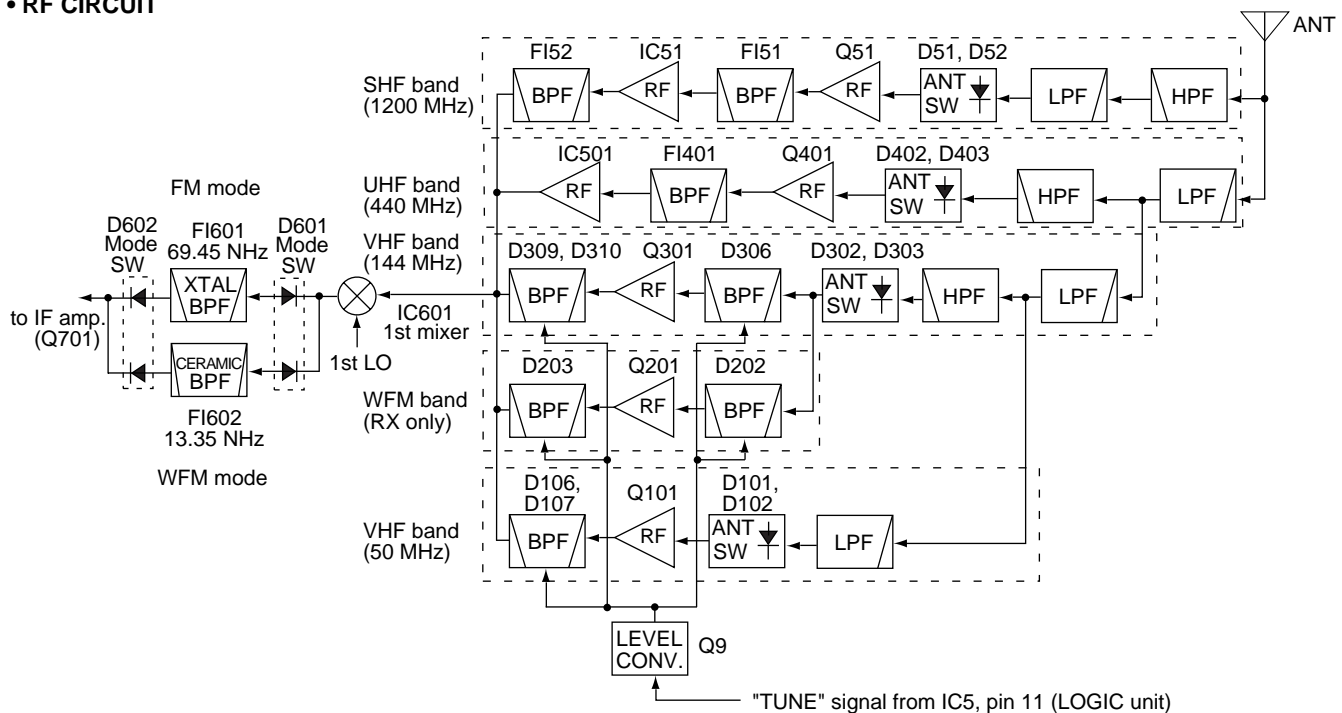 • RF CIRCUIT
ANT
SHF band
(1200 MHz)
FI52
BPF
IC51
RF
FI51
BPF
Q51
RF
D51, D52
ANT
SW
LPF
HPF
UHF band
(440 MHz)
IC501
RF
FI401
BPF
Q401
RF
D402, D403
ANT
SW
HPF
LPF
FM mode
D602
Mode
SW
FI601
69.45 NHz
XTAL
BPF
D601
Mode
SW
to IF amp.
(Q701)
CERAMIC
BPF
FI602
13.35 NHz
WFM mode
1st LO
IC601
1st mixer
VHF band
(144 MHz)
D309, D310
BPF
Q301
RF
D306
BPF
D302, D303
ANT
SW
HPF
LPF
WFM band
(RX only)
D203
BPF
Q201
RF
D202
BPF
VHF band
(50 MHz)
D106,
D107
BPF
Q101
RF
D101,
D102
ANT
SW
LPF
LEVEL
CONV.
Q9
"TUNE" signal from IC5, pin 11 (LOGIC unit)